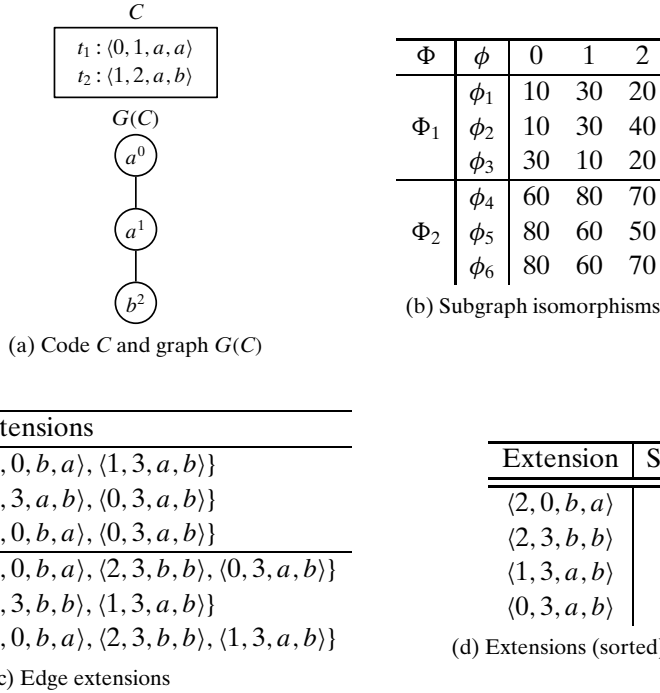 C
t₁ : ⟨0, 1, a, a⟩
t₂ : ⟨1, 2, a, b⟩
G(C)
a⁰
a¹
b²
(a) Code C and graph G(C)
Φ ϕ 0 1 2
ϕ₁ 10 30 20
Φ₁ ϕ₂ 10 30 40
ϕ₃ 30 10 20
ϕ₄ 60 80 70
Φ₂ ϕ₅ 80 60 50
ϕ₆ 80 60 70
(b) Subgraph isomorphisms
tensions
, 0, b, a⟩, ⟨1, 3, a, b⟩}
, 3, a, b⟩, ⟨0, 3, a, b⟩}
, 0, b, a⟩, ⟨0, 3, a, b⟩}
, 0, b, a⟩, ⟨2, 3, b, b⟩, ⟨0, 3, a, b⟩}
, 3, b, b⟩, ⟨1, 3, a, b⟩}
, 0, b, a⟩, ⟨2, 3, b, b⟩, ⟨1, 3, a, b⟩}
c) Edge extensions
Extension S
⟨2, 0, b, a⟩
⟨2, 3, b, b⟩
⟨1, 3, a, b⟩
⟨0, 3, a, b⟩
(d) Extensions (sorted)